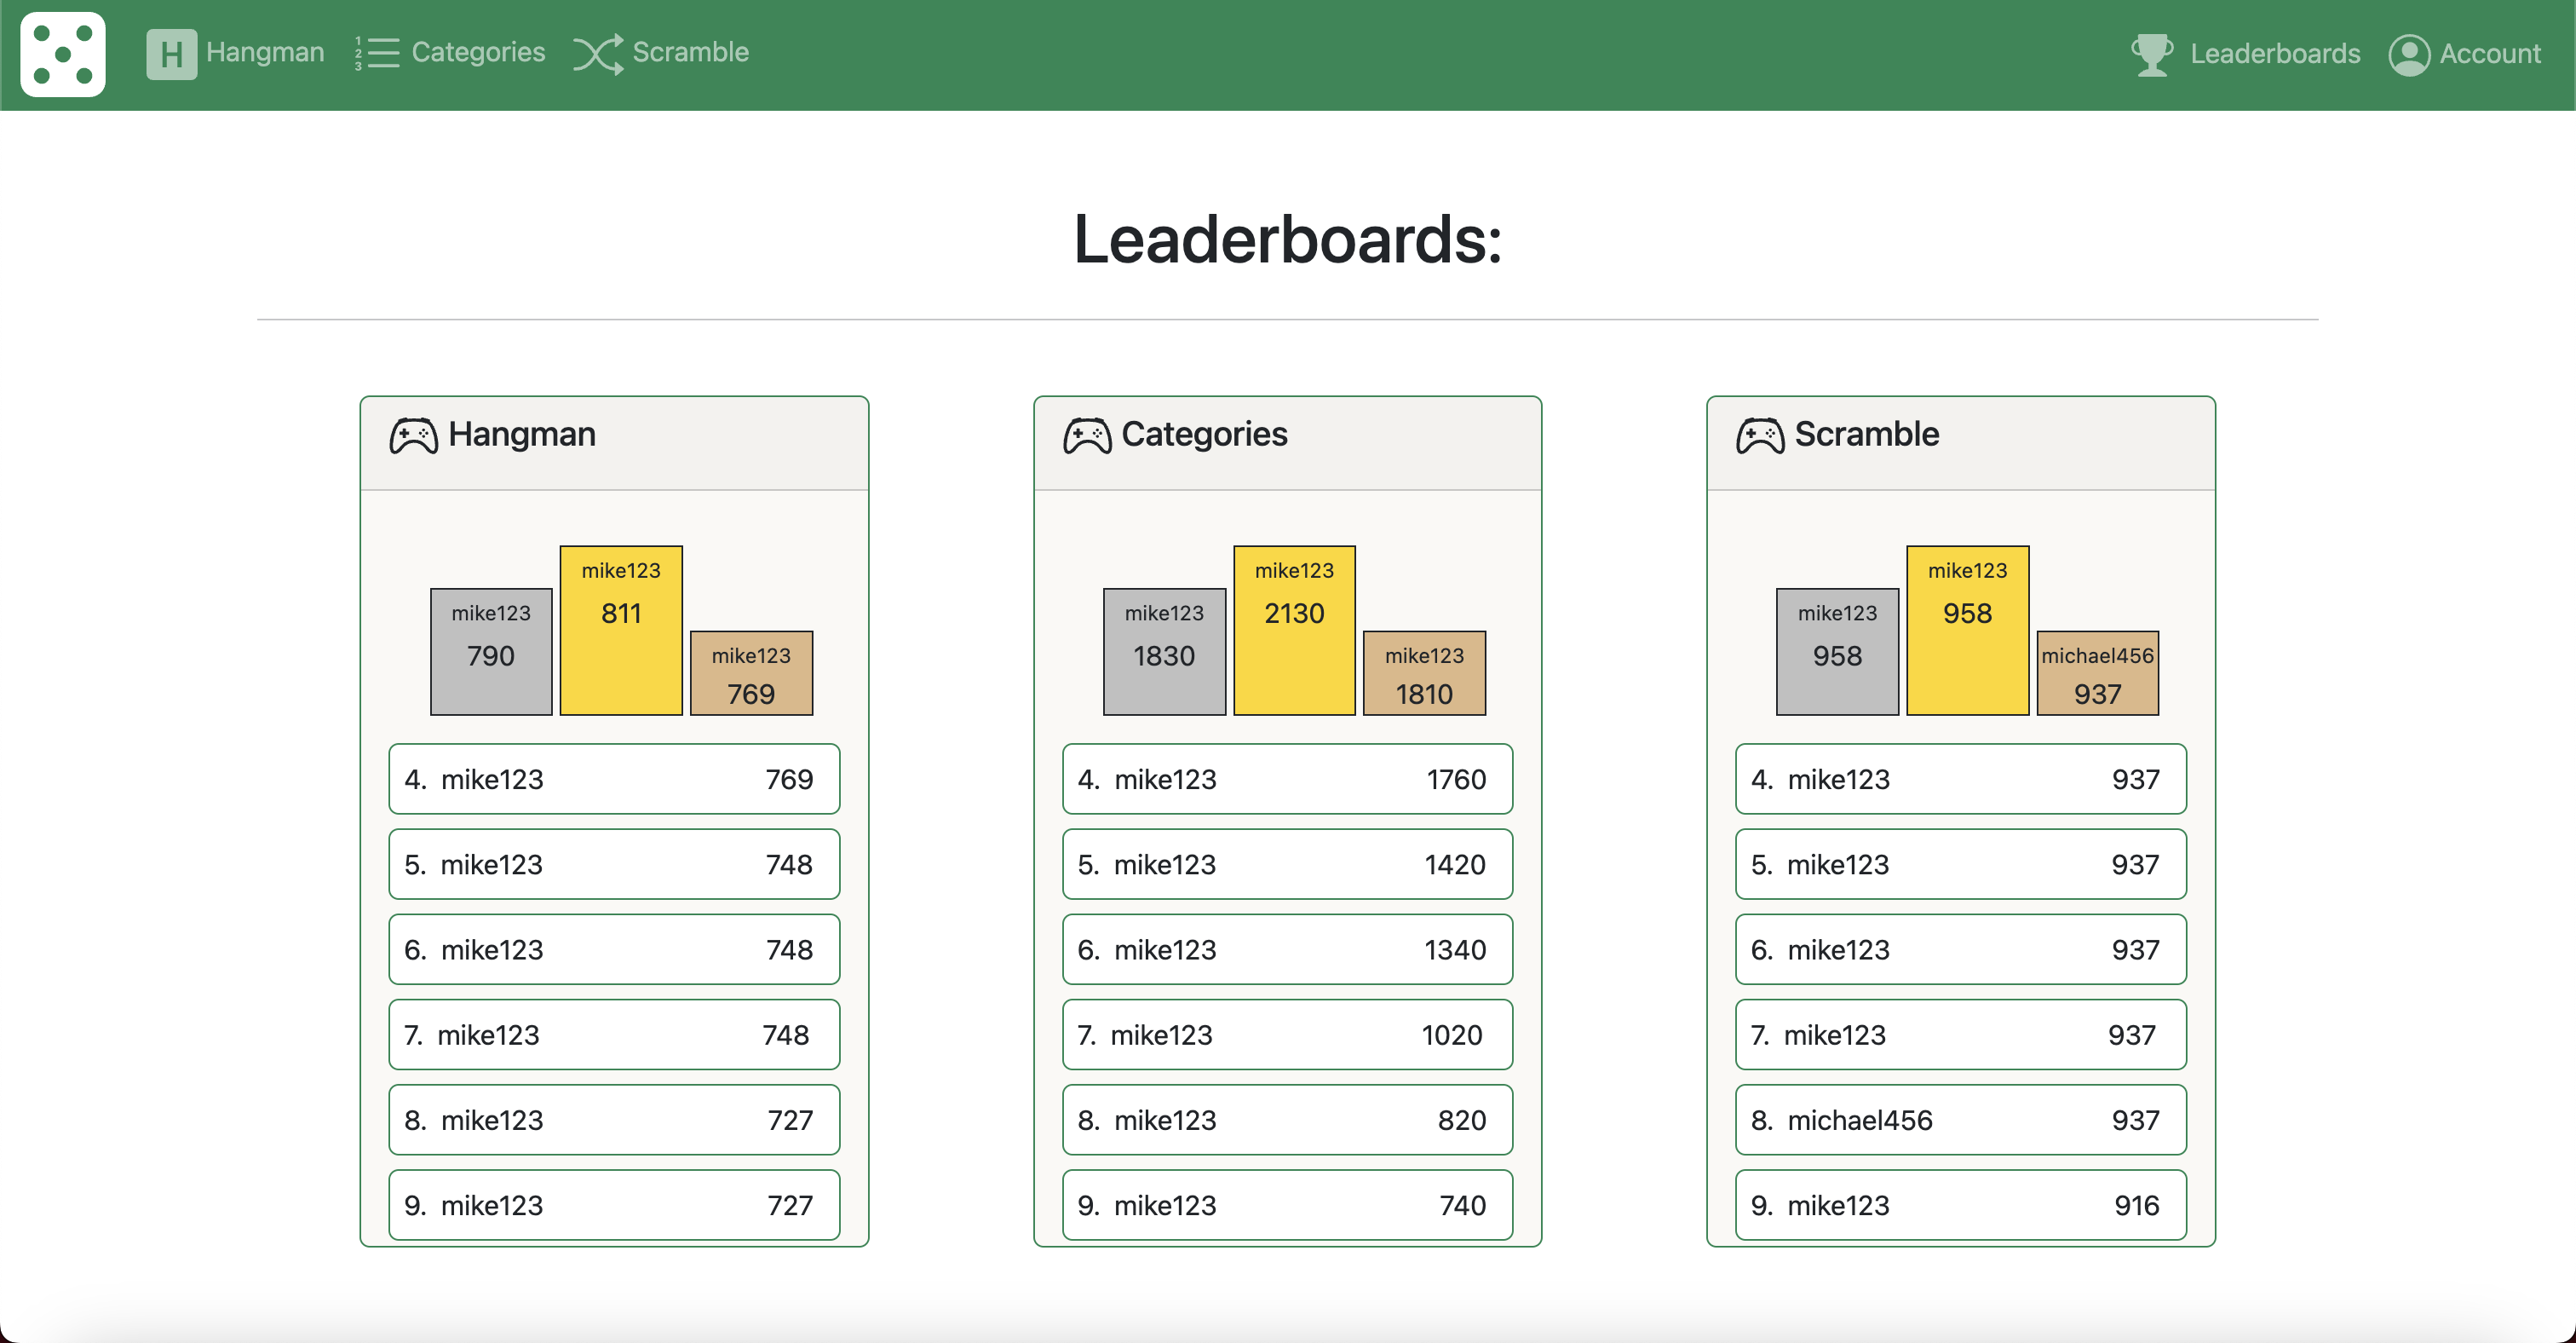 H Hangman
1
2
3
Categories
Scramble
Leaderboards
Account
Leaderboards:
Hangman
mike123
790
mike123
811
mike123
769
4. mike123 769
5. mike123 748
6. mike123 748
7. mike123 748
8. mike123 727
9. mike123 727
Categories
mike123
1830
mike123
2130
mike123
1810
4. mike123 1760
5. mike123 1420
6. mike123 1340
7. mike123 1020
8. mike123 820
9. mike123 740
Scramble
mike123
958
mike123
958
michael456
937
4. mike123 937
5. mike123 937
6. mike123 937
7. mike123 937
8. michael456 937
9. mike123 916